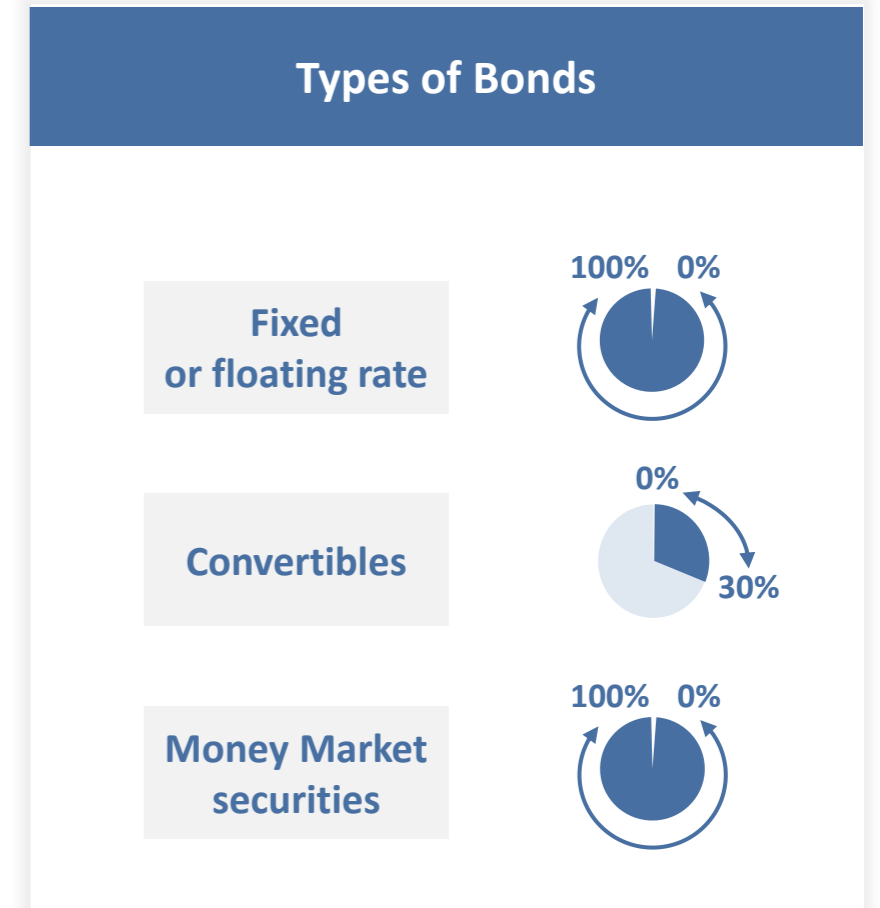 Types of Bonds
100% 0%
Fixed
or floating rate
0%
Convertibles
30%
100% 0%
Money Market
securities